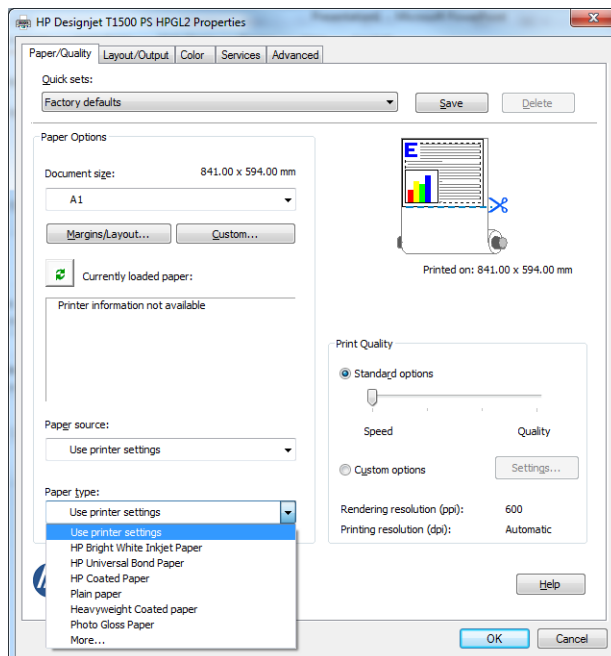 HP Designjet T1500 PS HPGL2 Properties
Paper/Quality Layout/Output Color Services Advanced
Quick sets:
Factory defaults
Save
Delete
Paper Options
Document size: 841.00 x 594.00 mm
A1
Margins/Layout...
Custom...
Currently loaded paper:
Printer information not available
Paper source:
Use printer settings
Paper type:
Use printer settings
Use printer settings
HP Bright White Inkjet Paper
HP Universal Bond Paper
HP Coated Paper
Plain paper
Heavyweight Coated paper
Photo Gloss Paper
More...
E
Printed on: 841.00 x 594.00 mm
Print Quality
Standard options
Speed Quality
Custom options
Settings...
Rendering resolution (ppi): 600
Printing resolution (dpi): Automatic
Help
OK Cancel